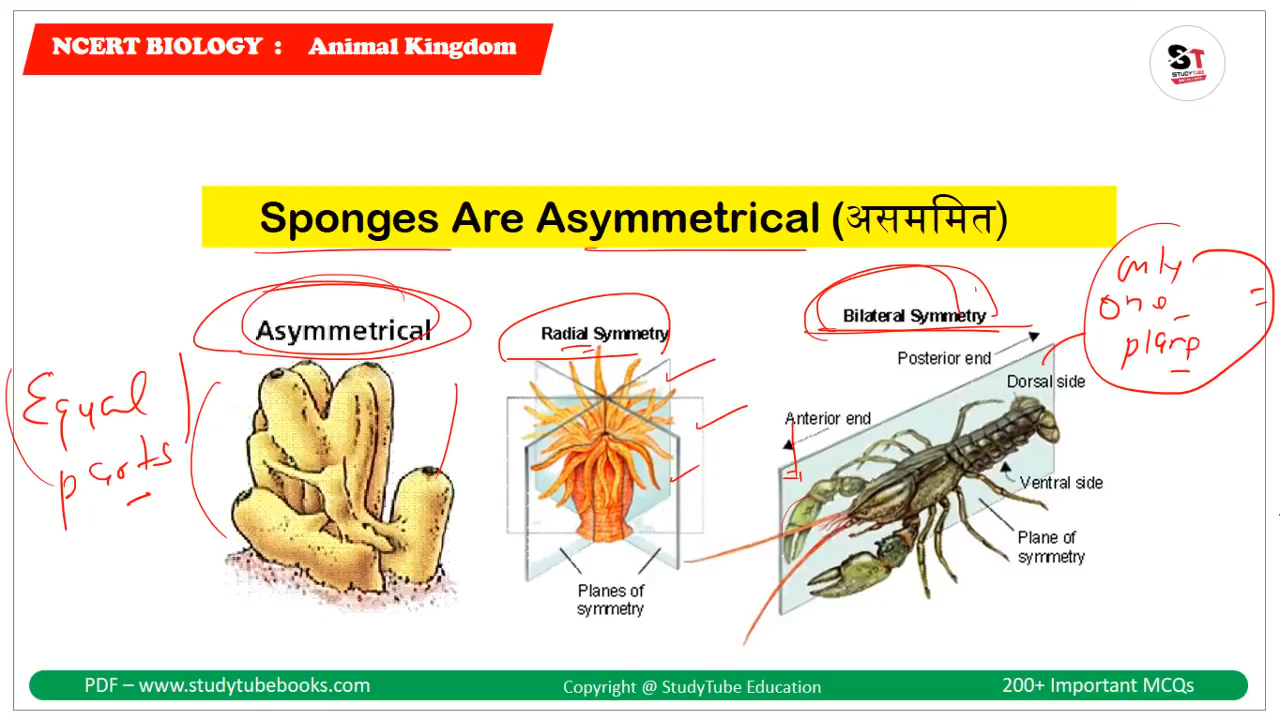 NCERT BIOLOGY : Animal Kingdom
ST
STUDYTUBE
Sponges Are Asymmetrical (असममित)
only
one
plane
Asymmetrical
Radial Symmetry
Bilateral Symmetry
Posterior end
Dorsal side
Anterior end
Equal
parts
Ventral side
Plane of
symmetry
Planes of
symmetry
PDF – www.studytubebooks.com
Copyright @ StudyTube Education
200+ Important MCQs